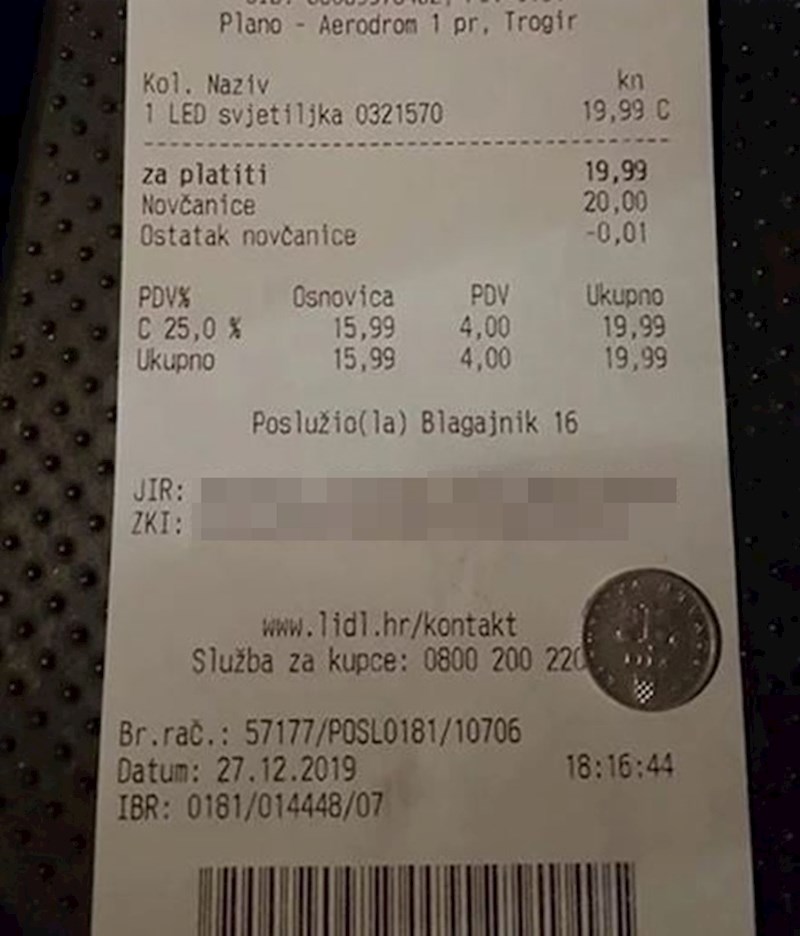 Plano - Aerodrom 1 pr, Trogir
Kol. Naziv kn
1 LED svjetiljka 0321570 19,99 C
za platiti 19,99
Novčanice 20,00
Ostatak novčanice -0,01
PDV% Osnovica PDV Ukupno
C 25,0 % 15,99 4,00 19,99
Ukupno 15,99 4,00 19,99
Poslužio(la) Blagajnik 16
JIR:
ZKI:
www.lidl.hr/kontakt
Služba za kupce: 0800 200 220
Br.rač.: 57177/POSL0181/10706
Datum: 27.12.2019 18:16:44
IBR: 0181/014448/07